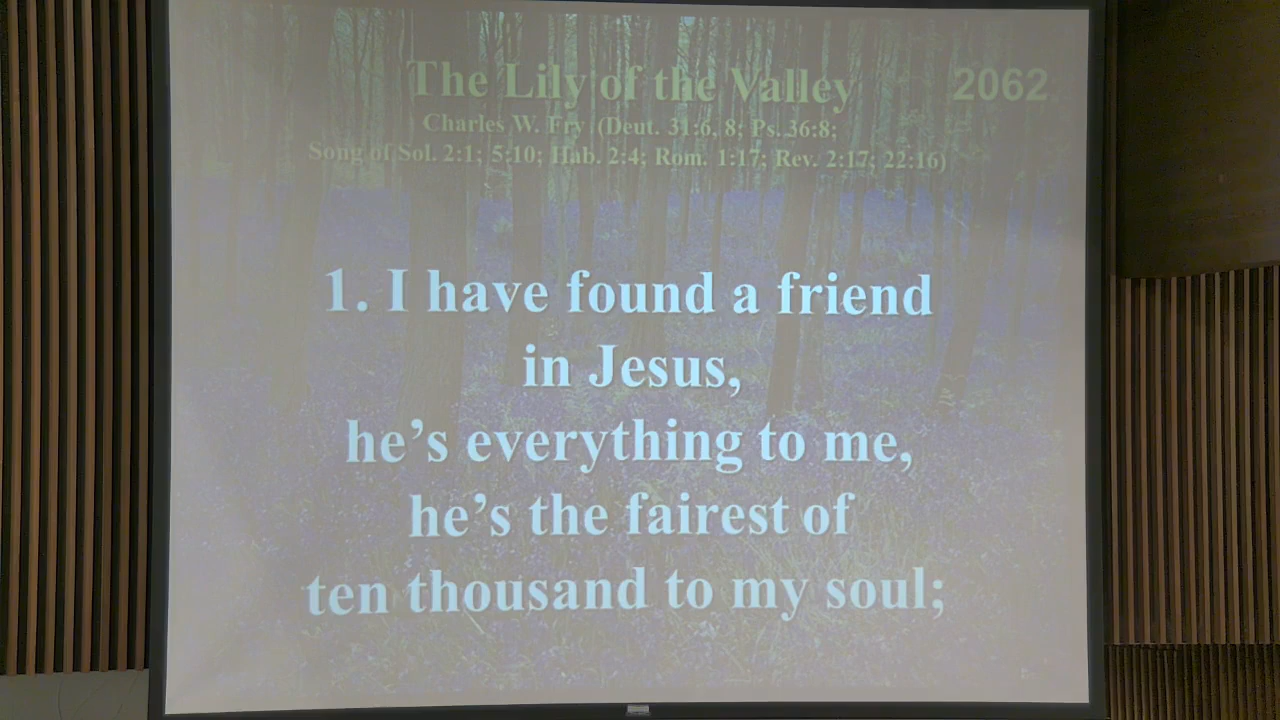 The Lily of the Valley 2062
Charles W. Fry (Deut. 31:6, 8; Ps. 36:8;
Song of Sol. 2:1; 5:10; Hab. 2:4; Rom. 1:17; Rev. 2:17; 22:16)
1. I have found a friend
in Jesus,
he’s everything to me,
he’s the fairest of
ten thousand to my soul;